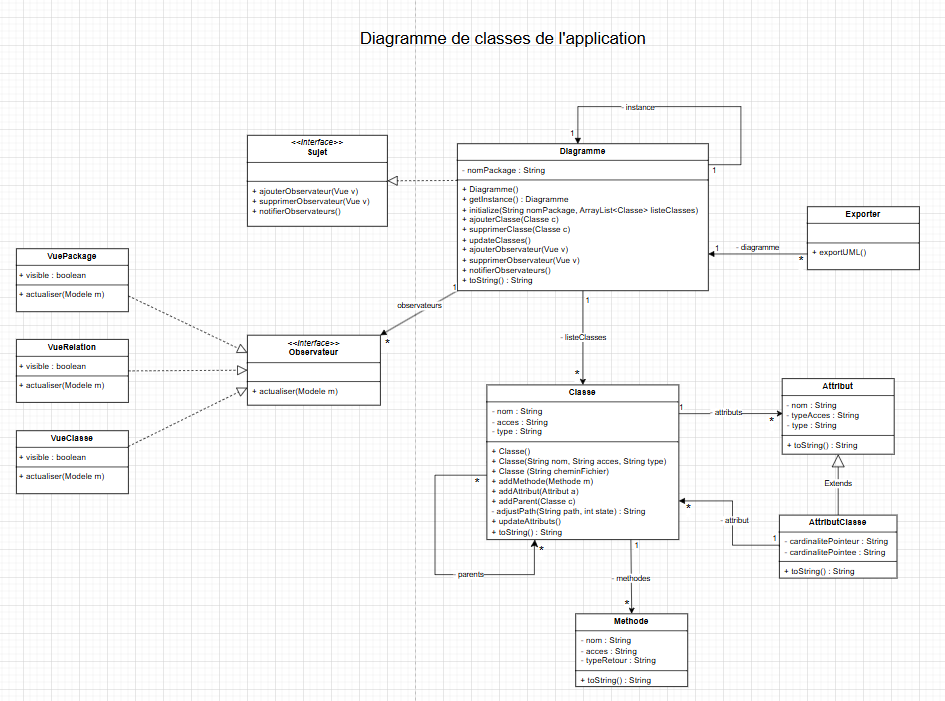 Diagramme de classes de l'application
- instance
1
1
<<Interface>>
Sujet
+ ajouterObservateur(Vue v)
+ supprimerObservateur(Vue v)
+ notifierObservateurs()
Diagramme
- nomPackage : String
+ Diagramme()
+ getInstance() : Diagramme
+ initialize(String nomPackage, ArrayList<Classe> listeClasses)
+ ajouterClasse(Classe c)
+ supprimerClasse(Classe c)
+ updateClasses()
+ ajouterObservateur(Vue v)
+ supprimerObservateur(Vue v)
+ notifierObservateurs()
+ toString() : String
Exporter
+ exportUML()
1
- diagramme
*
VuePackage
+ visible : boolean
+ actualiser(Modele m)
1
observateurs
*
1
- listeClasses
*
VueRelation
+ visible : boolean
+ actualiser(Modele m)
<<Interface>>
Observateur
+ actualiser(Modele m)
VueClasse
+ visible : boolean
+ actualiser(Modele m)
Classe
- nom : String
- acces : String
- type : String
+ Classe()
+ Classe(String nom, String acces, String type)
+ Classe (String cheminFichier)
+ addMethode(Methode m)
+ addAttribut(Attribut a)
+ addParent(Classe c)
- adjustPath(String path, int state) : String
+ updateAttributs()
+ toString() : String
1
- attributs
*
Attribut
- nom : String
- typeAcces : String
- type : String
+ toString() : String
Extends
*
- attribut
1
AttributClasse
- cardinalitePointeur : String
- cardinalitePointee : String
+ toString() : String
*
- parents
*
1
- methodes
*
Methode
- nom : String
- acces : String
- typeRetour : String
+ toString() : String